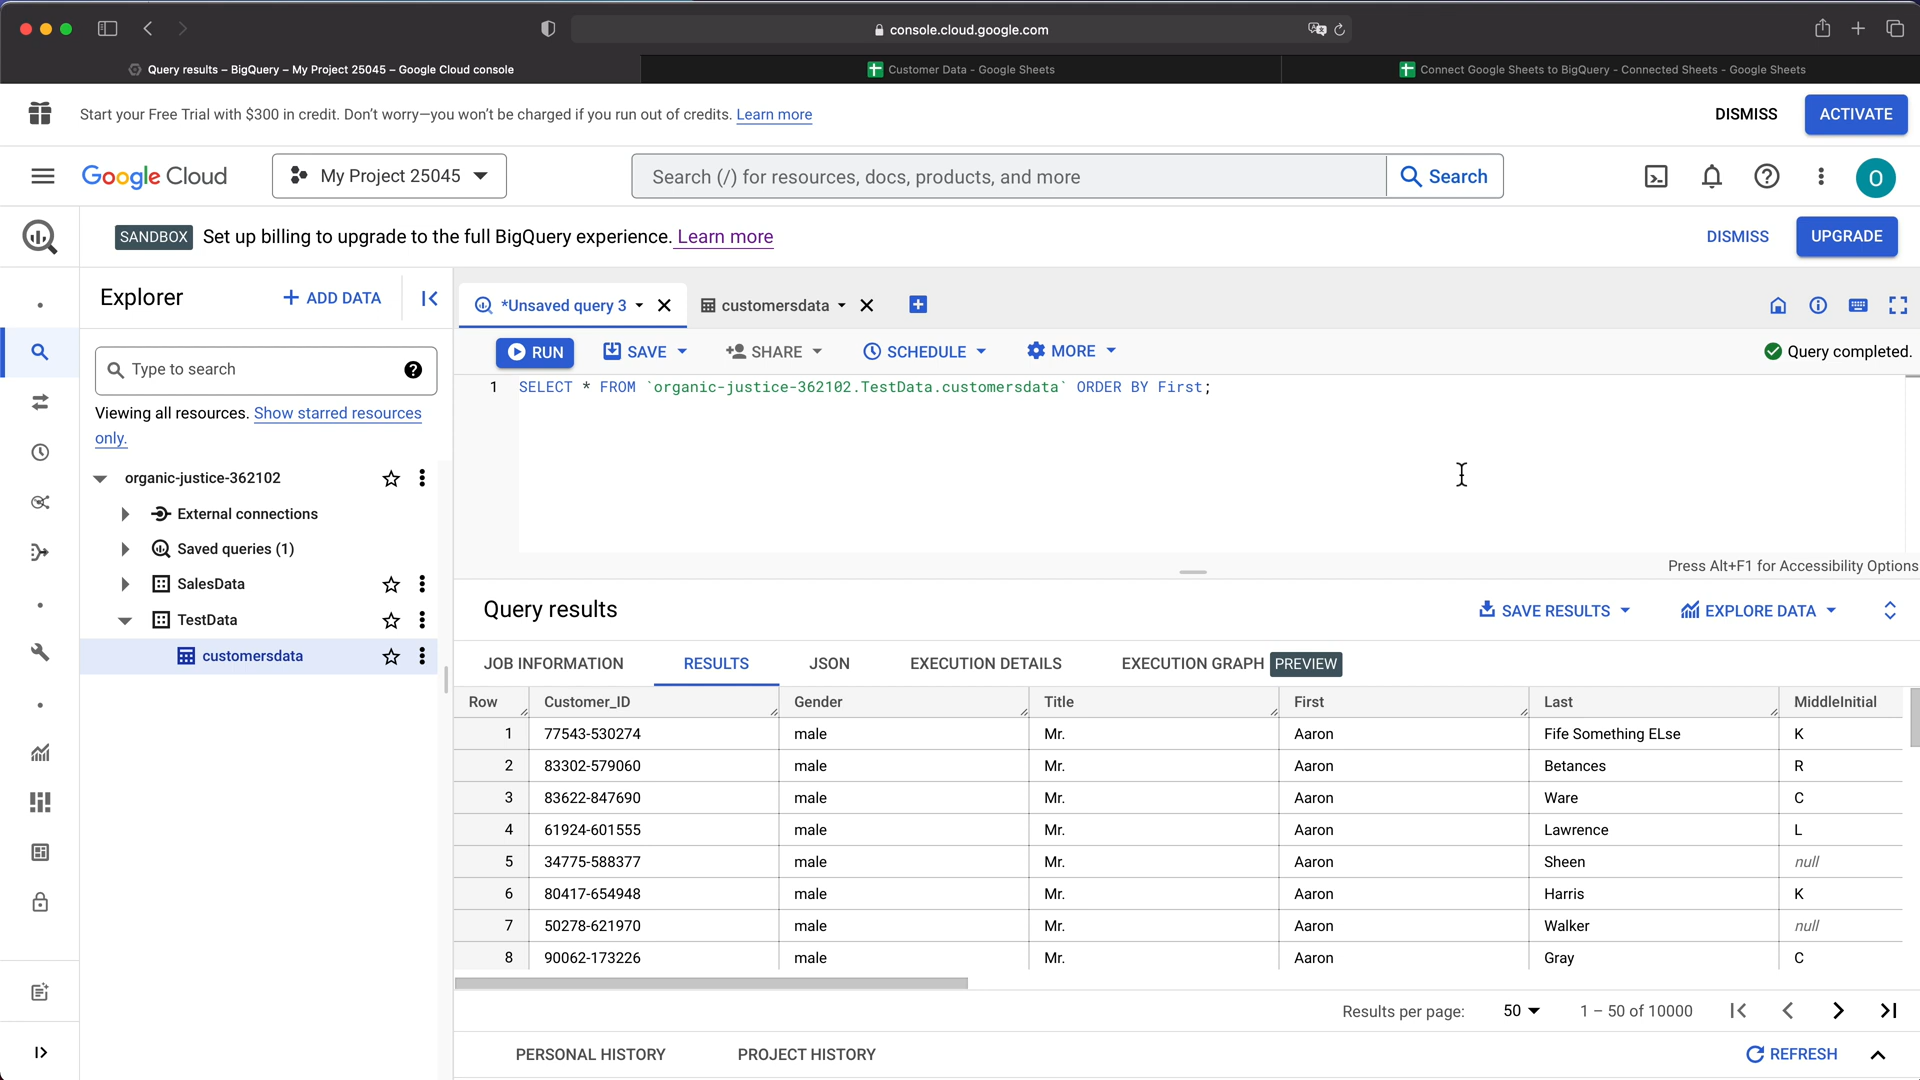 console.cloud.google.com
Query results – BigQuery – My Project 25045 – Google Cloud console
Customer Data - Google Sheets
Connect Google Sheets to BigQuery - Connected Sheets - Google Sheets
Start your Free Trial with $300 in credit. Don't worry—you won't be charged if you run out of credits. Learn more
DISMISS
ACTIVATE
Google Cloud
My Project 25045
Search (/) for resources, docs, products, and more
Search
O
SANDBOX Set up billing to upgrade to the full BigQuery experience. Learn more
DISMISS
UPGRADE
Explorer
+ ADD DATA
*Unsaved query 3
customersdata
RUN
SAVE
SHARE
SCHEDULE
MORE
Query completed.
Type to search
Viewing all resources. Show starred resources
only.
organic-justice-362102
External connections
Saved queries (1)
SalesData
TestData
customersdata
1 SELECT * FROM `organic-justice-362102.TestData.customersdata` ORDER BY First;
Press Alt+F1 for Accessibility Options
Query results
SAVE RESULTS
EXPLORE DATA
JOB INFORMATION
RESULTS
JSON
EXECUTION DETAILS
EXECUTION GRAPH PREVIEW
Row Customer_ID Gender Title First Last MiddleInitial
1 77543-530274 male Mr. Aaron Fife Something ELse K
2 83302-579060 male Mr. Aaron Betances R
3 83622-847690 male Mr. Aaron Ware C
4 61924-601555 male Mr. Aaron Lawrence L
5 34775-588377 male Mr. Aaron Sheen null
6 80417-654948 male Mr. Aaron Harris K
7 50278-621970 male Mr. Aaron Walker null
8 90062-173226 male Mr. Aaron Gray C
Results per page: 50 1 – 50 of 10000
PERSONAL HISTORY
PROJECT HISTORY
REFRESH